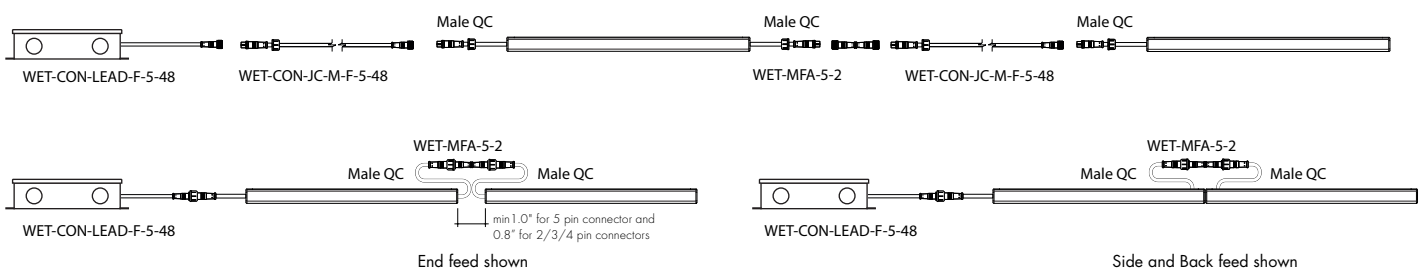 Male QC
Male QC
Male QC
WET-CON-LEAD-F-5-48
WET-CON-JC-M-F-5-48
WET-MFA-5-2
WET-CON-JC-M-F-5-48
WET-MFA-5-2
Male QC
Male QC
WET-CON-LEAD-F-5-48
min1.0" for 5 pin connector and
0.8" for 2/3/4 pin connectors
End feed shown
WET-MFA-5-2
Male QC
Male QC
WET-CON-LEAD-F-5-48
Side and Back feed shown